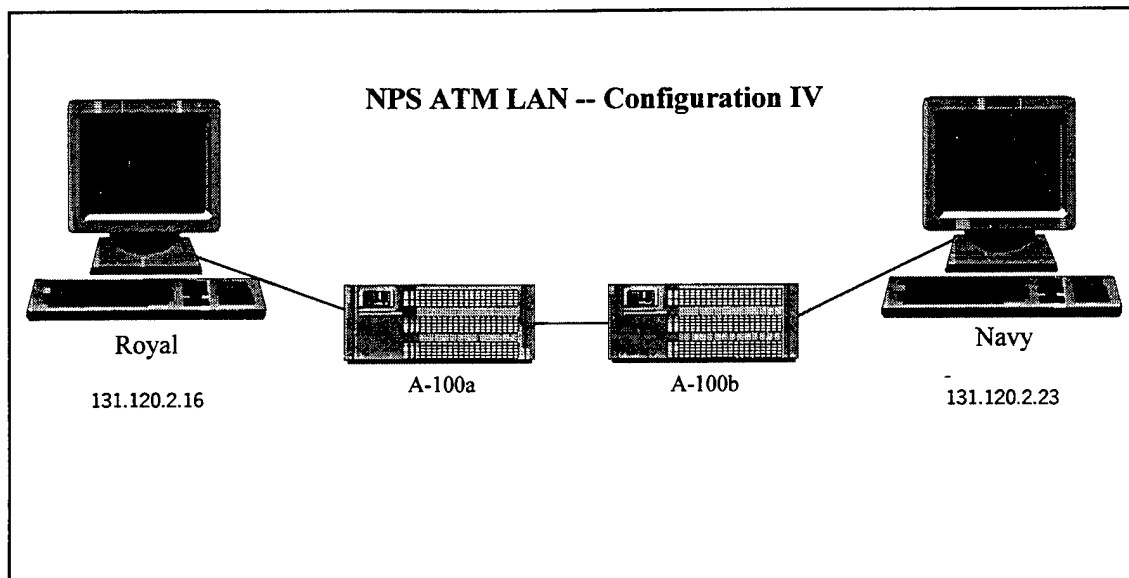 NPS ATM LAN -- Configuration IV
Royal
Navy
A-100a
A-100b
131.120.2.16
131.120.2.23